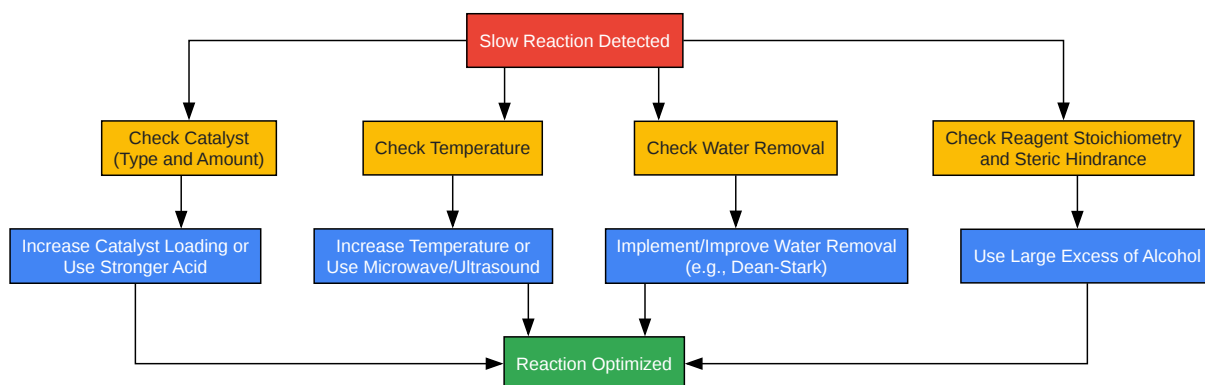 Slow Reaction Detected
Check Catalyst
(Type and Amount)
Check Temperature
Check Water Removal
Check Reagent Stoichiometry
and Steric Hindrance
Increase Catalyst Loading or
Use Stronger Acid
Increase Temperature or
Use Microwave/Ultrasound
Implement/Improve Water Removal
(e.g., Dean-Stark)
Use Large Excess of Alcohol
Reaction Optimized